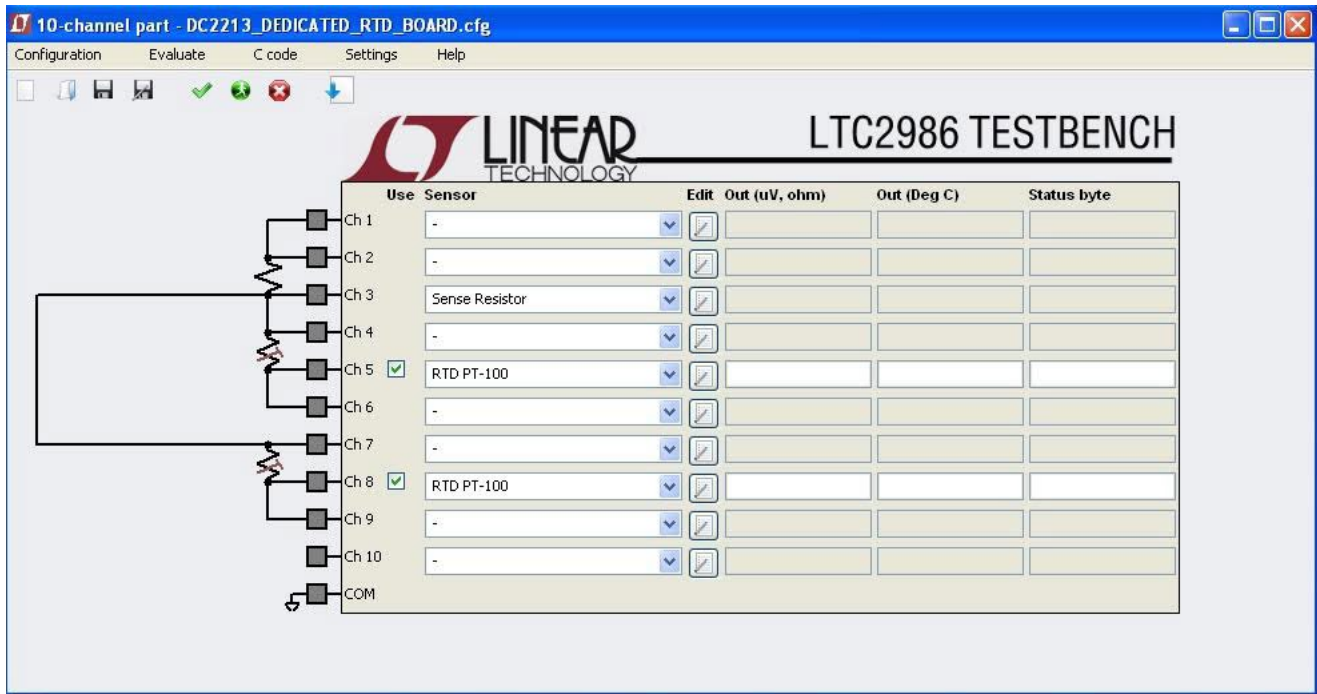 10-channel part - DC2213_DEDICATED_RTD_BOARD.cfg
Configuration Evaluate C code Settings Help
LINEAR TECHNOLOGY
LTC2986 TESTBENCH
Use Sensor Edit Out (uV, ohm) Out (Deg C) Status byte
Ch 1 -
Ch 2 -
Ch 3 Sense Resistor
Ch 4 -
Ch 5 RTD PT-100
Ch 6 -
Ch 7 -
Ch 8 RTD PT-100
Ch 9 -
Ch 10 -
COM